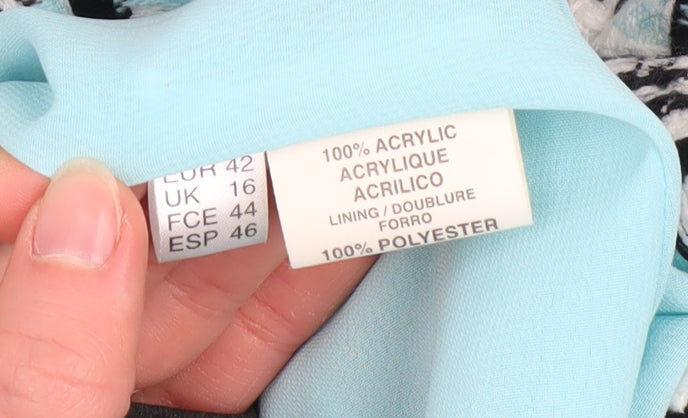 EUR 42
UK 16
FCE 44
ESP 46
100% ACRYLIC
ACRYLIQUE
ACRILICO
LINING / DOUBLURE
FORRO
100% POLYESTER